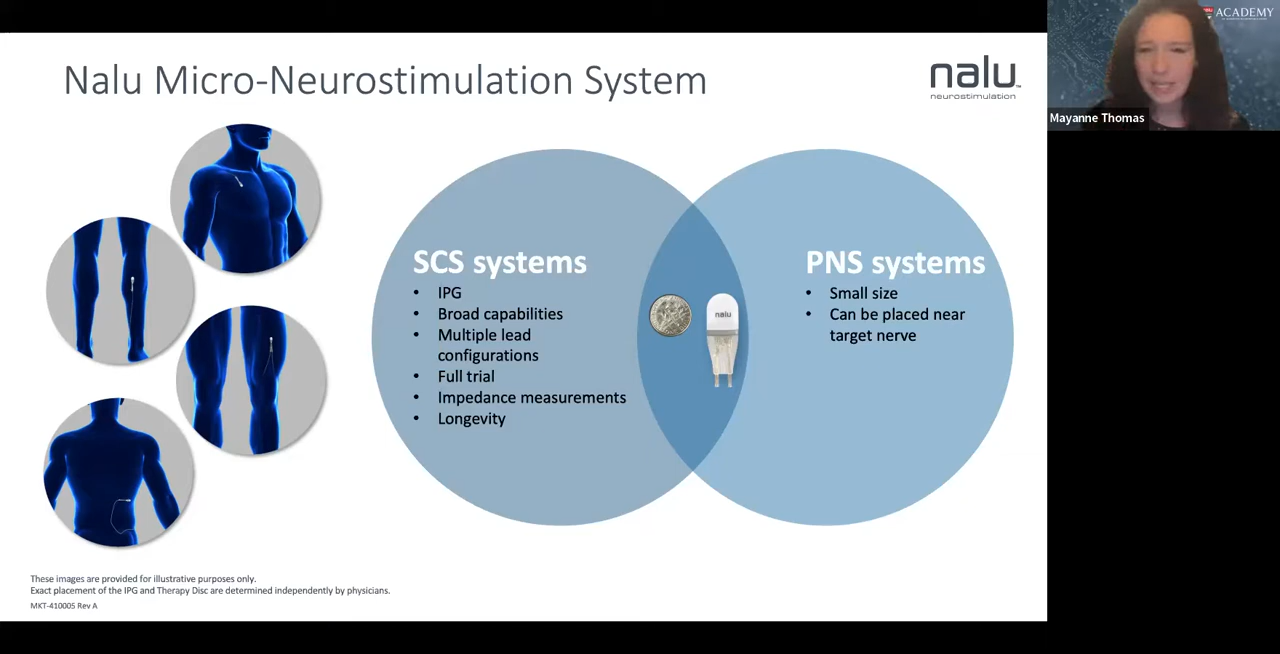 Nalu Micro-Neurostimulation System
nalu™
neurostimulation
ACADEMY
Mayanne Thomas
SCS systems
• IPG
• Broad capabilities
• Multiple lead
configurations
• Full trial
• Impedance measurements
• Longevity
nalu
PNS systems
• Small size
• Can be placed near
target nerve
These images are provided for illustrative purposes only.
Exact placement of the IPG and Therapy Disc are determined independently by physicians.
MKT-410005 Rev A